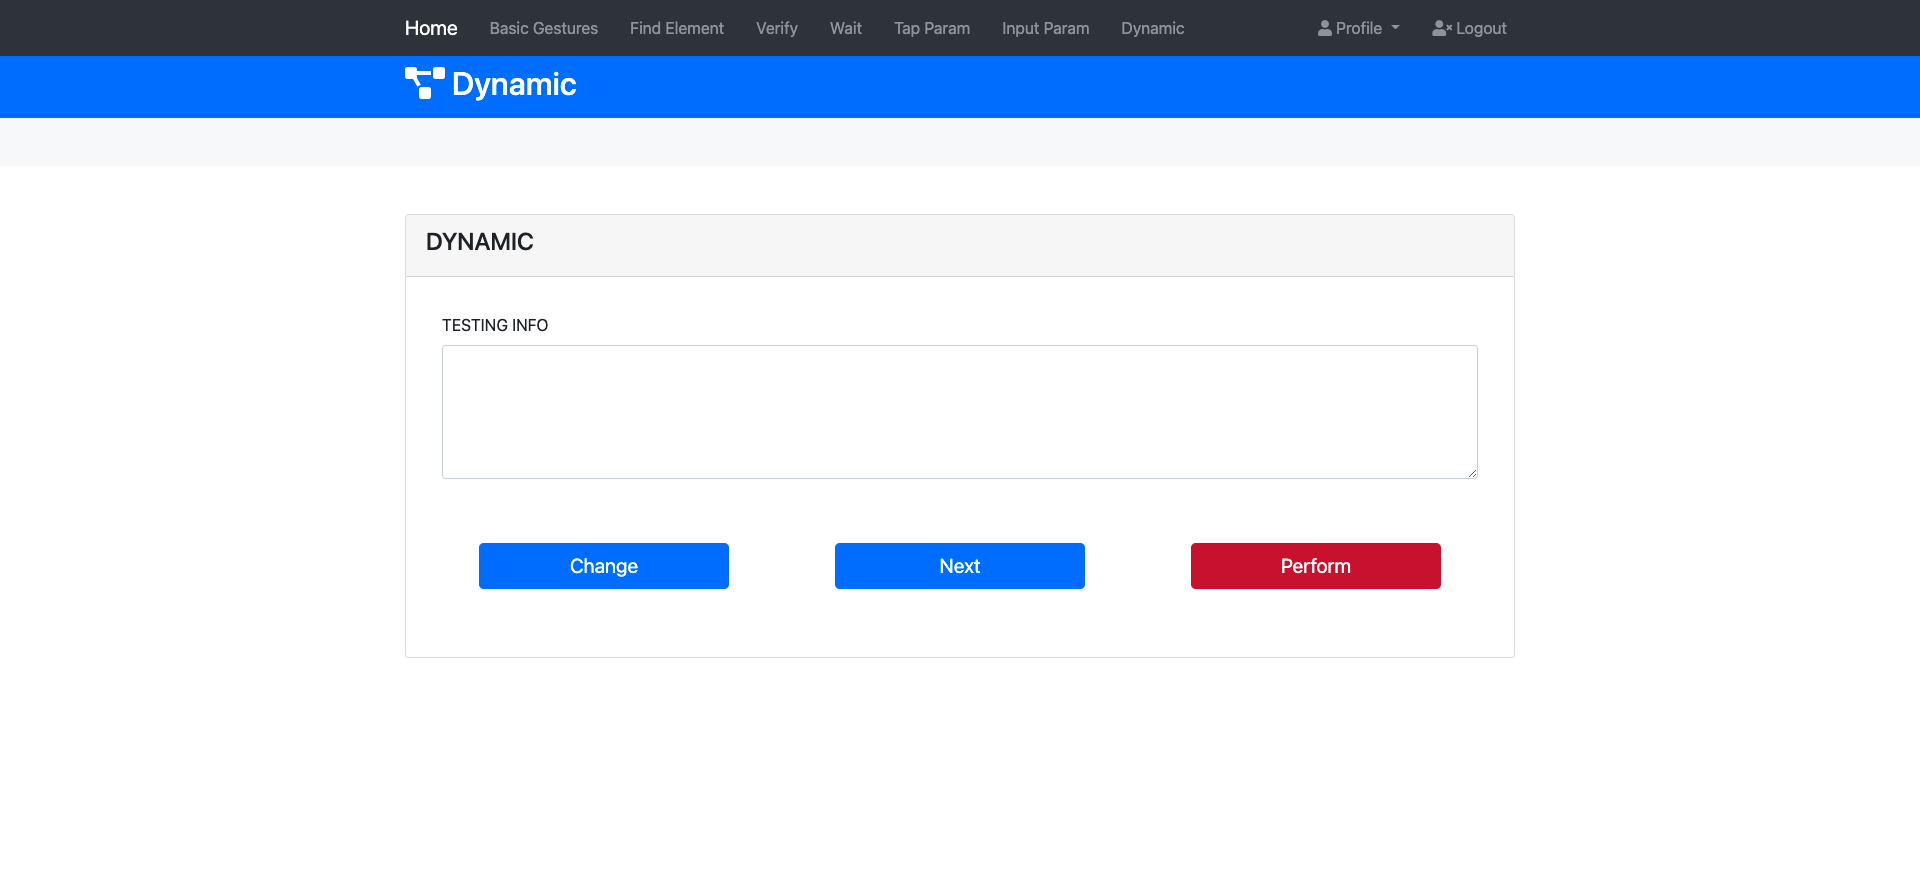 Home Basic Gestures Find Element Verify Wait Tap Param Input Param Dynamic Profile Logout
Dynamic
DYNAMIC
TESTING INFO
Change Next Perform